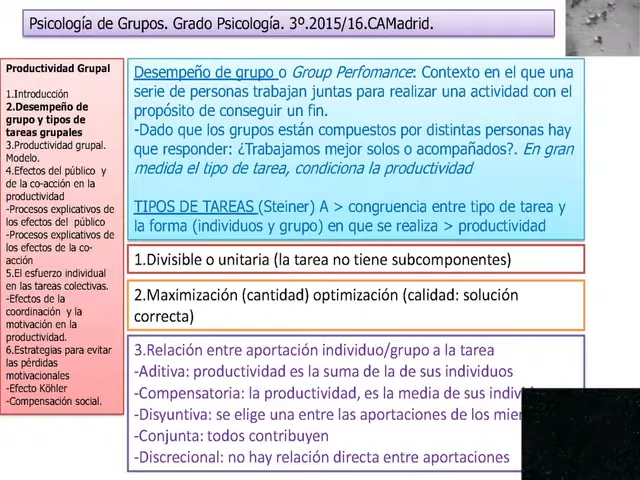 Psicología de Grupos. Grado Psicología. 3º.2015/16.CAMadrid.
Productividad Grupal
1.Introducción
2.Desempeño de
grupo y tipos de
tareas grupales
3.Productividad grupal.
Modelo.
4.Efectos del público y
de la co-acción en la
productividad
-Procesos explicativos de
los efectos del público
-Procesos explicativos de
los efectos de la co-
acción
5.El esfuerzo individual
en las tareas colectivas.
-Efectos de la
coordinación y la
motivación en la
productividad.
6.Estrategias para evitar
las pérdidas
motivacionales
-Efecto Köhler
-Compensación social.
Desempeño de grupo o Group Perfomance: Contexto en el que una
serie de personas trabajan juntas para realizar una actividad con el
propósito de conseguir un fin.
-Dado que los grupos están compuestos por distintas personas hay
que responder: ¿Trabajamos mejor solos o acompañados?. En gran
medida el tipo de tarea, condiciona la productividad
TIPOS DE TAREAS (Steiner) A > congruencia entre tipo de tarea y
la forma (individuos y grupo) en que se realiza > productividad
1.Divisible o unitaria (la tarea no tiene subcomponentes)
2.Maximización (cantidad) optimización (calidad: solución
correcta)
3.Relación entre aportación individuo/grupo a la tarea
-Aditiva: productividad es la suma de la de sus individuos
-Compensatoria: la productividad, es la media de sus
-Disyuntiva: se elige una entre las aportaciones de los
-Conjunta: todos contribuyen
-Discrecional: no hay relación directa entre aportaciones